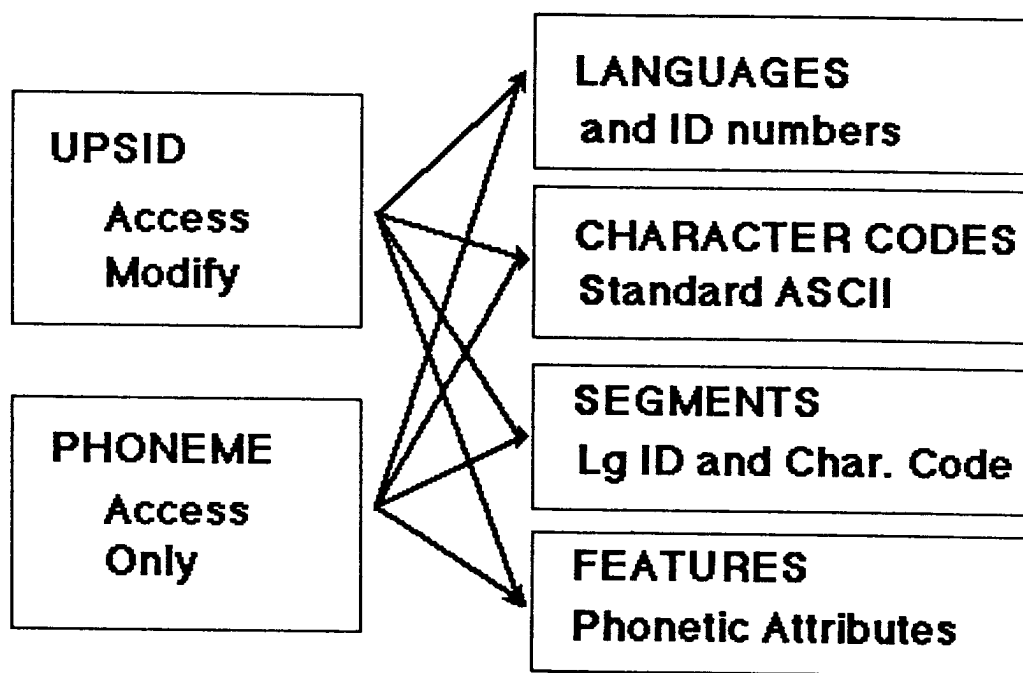 UPSID
Access
Modify
PHONEME
Access
Only
LANGUAGES
and ID numbers
CHARACTER CODES
Standard ASCII
SEGMENTS
Lg ID and Char. Code
FEATURES
Phonetic Attributes